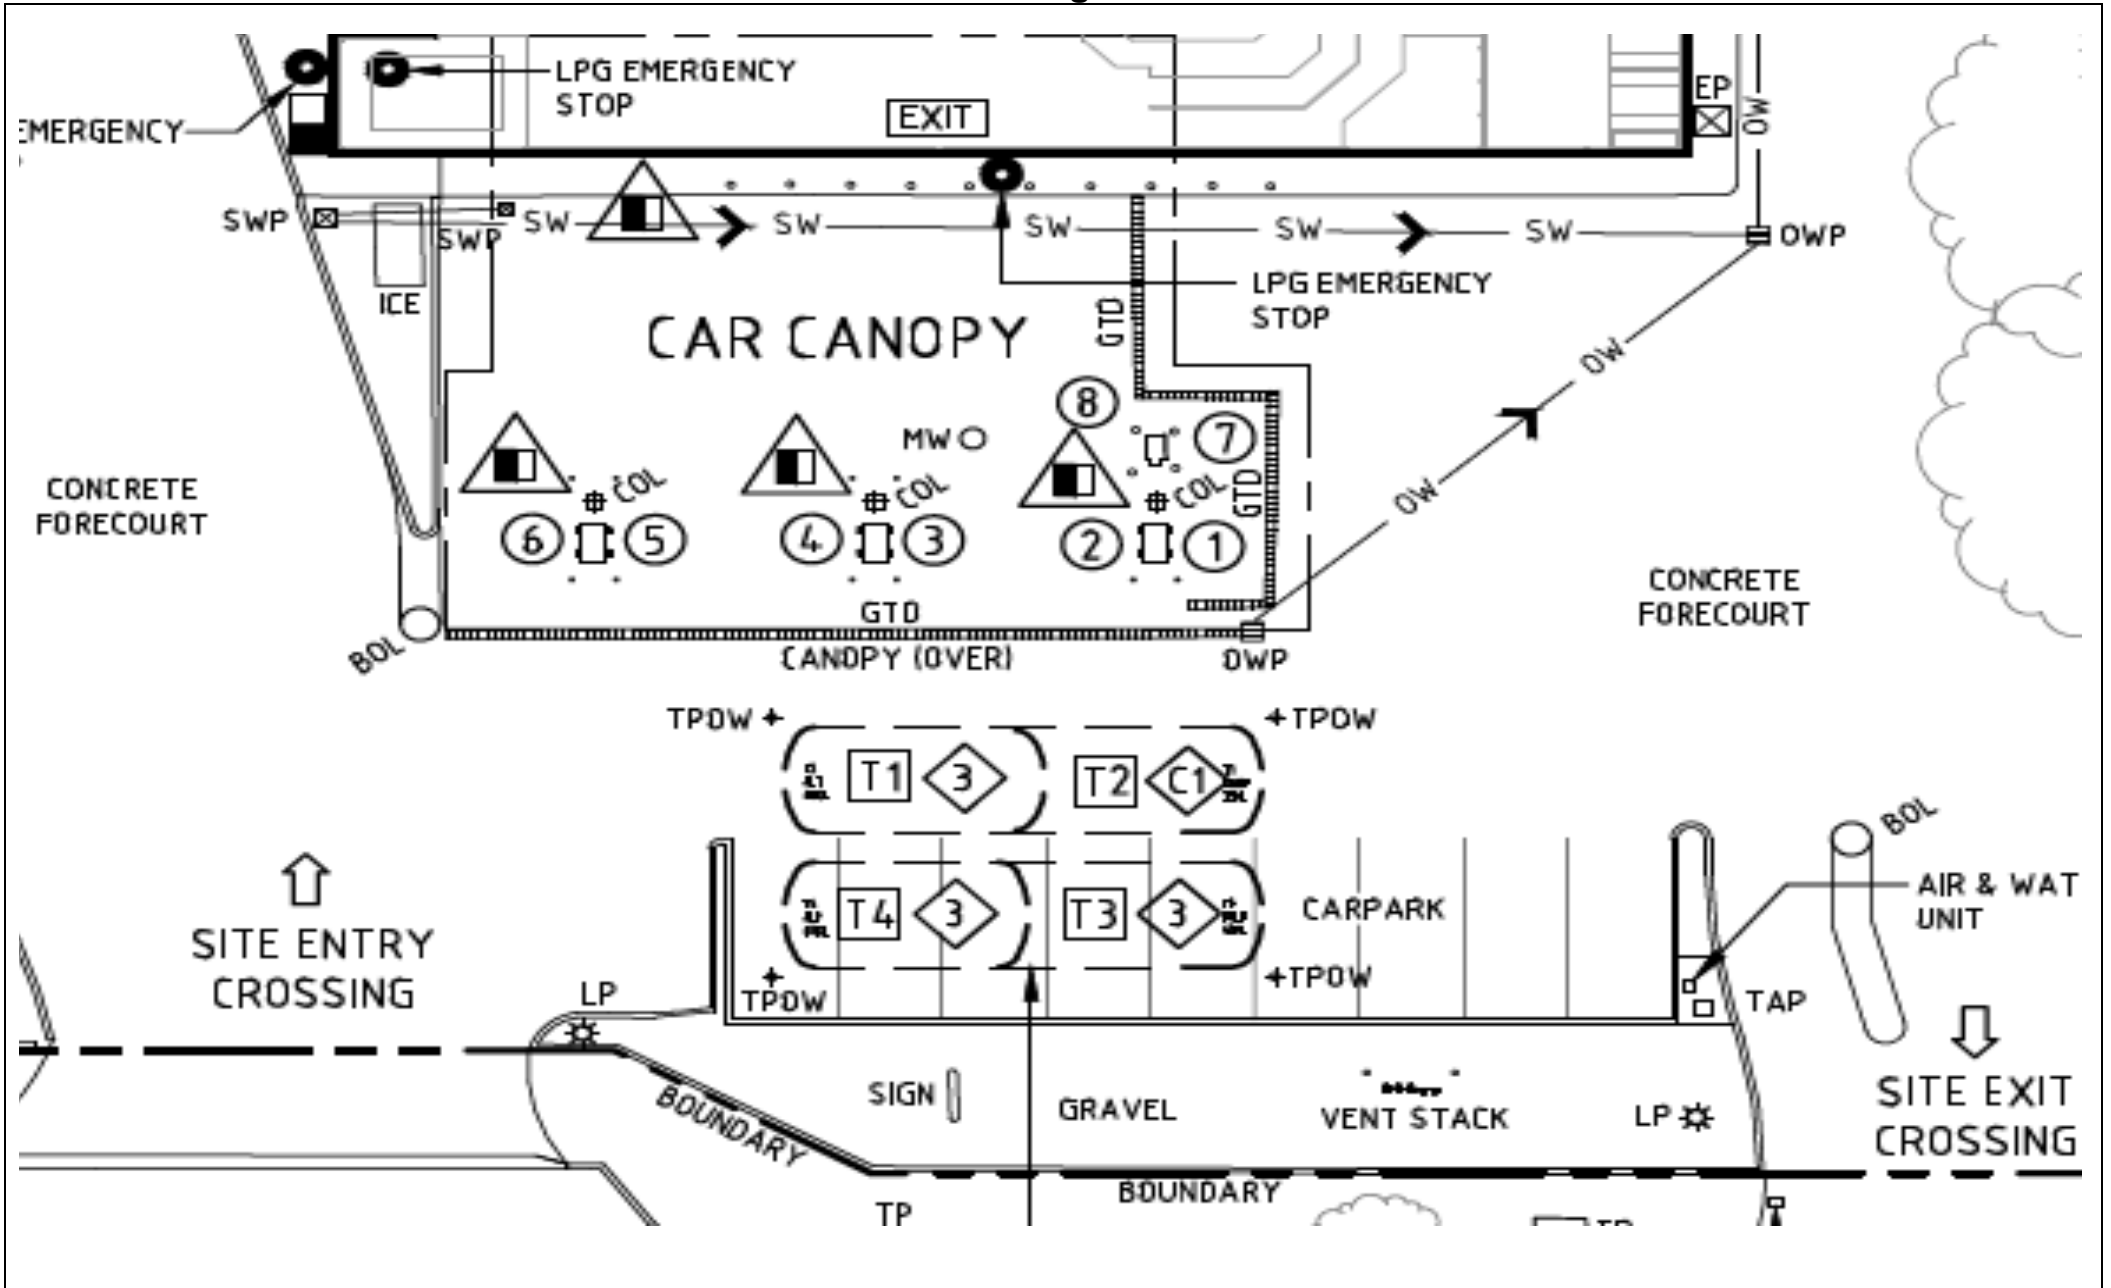 LPG EMERGENCY
STOP
EMERGENCY
EXIT
EP
OW
SWP
SWP
SW
SW
SW
SW
SW
OWP
ICE
LPG EMERGENCY
STOP
GTD
CAR CANOPY
OW
8
MW
7
COL
COL
COL
GTD
OW
CONCRETE
FORECOURT
6
5
4
3
2
1
CONCRETE
FORECOURT
GTD
BOL
CANOPY (OVER)
OWP
TPOW
TPOW
T1
3
T2
C1
BOL
T4
3
T3
3
CARPARK
AIR & WAT
UNIT
SITE ENTRY
CROSSING
LP
TPOW
TPOW
TAP
SIGN
GRAVEL
VENT STACK
LP
SITE EXIT
CROSSING
BOUNDARY
BOUNDARY
TP